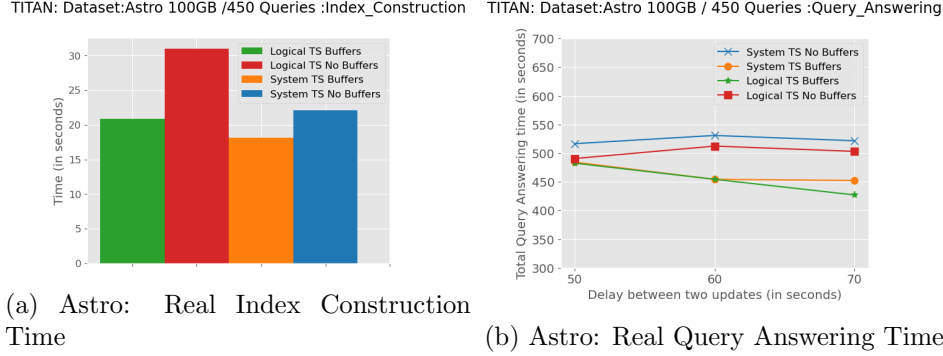 TITAN: Dataset:Astro 100GB /450 Queries :Index_Construction
Time (in seconds)
30
25
20
15
10
5
0
Logical TS Buffers
Logical TS No Buffers
System TS Buffers
System TS No Buffers
(a) Astro: Real Index Construction
Time
TITAN: Dataset:Astro 100GB / 450 Queries :Query_Answering
Total Query Answering time (in seconds)
700
650
600
550
500
450
400
350
300
System TS No Buffers
System TS Buffers
Logical TS Buffers
Logical TS No Buffers
50
60
70
Delay between two updates (in seconds)
(b) Astro: Real Query Answering Time